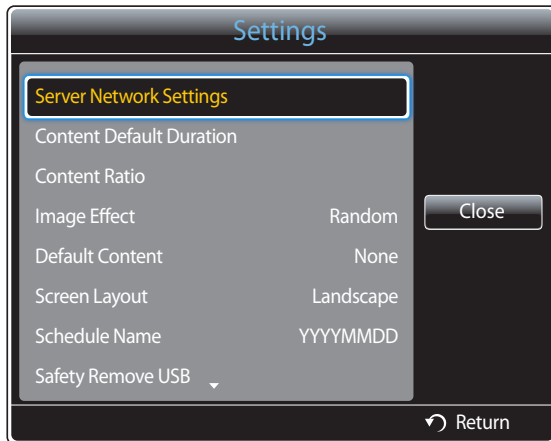 Settings
Server Network Settings
Content Default Duration
Content Ratio
Image Effect Random
Default Content None
Screen Layout Landscape
Schedule Name YYYYMMDD
Safety Remove USB
Close
Return